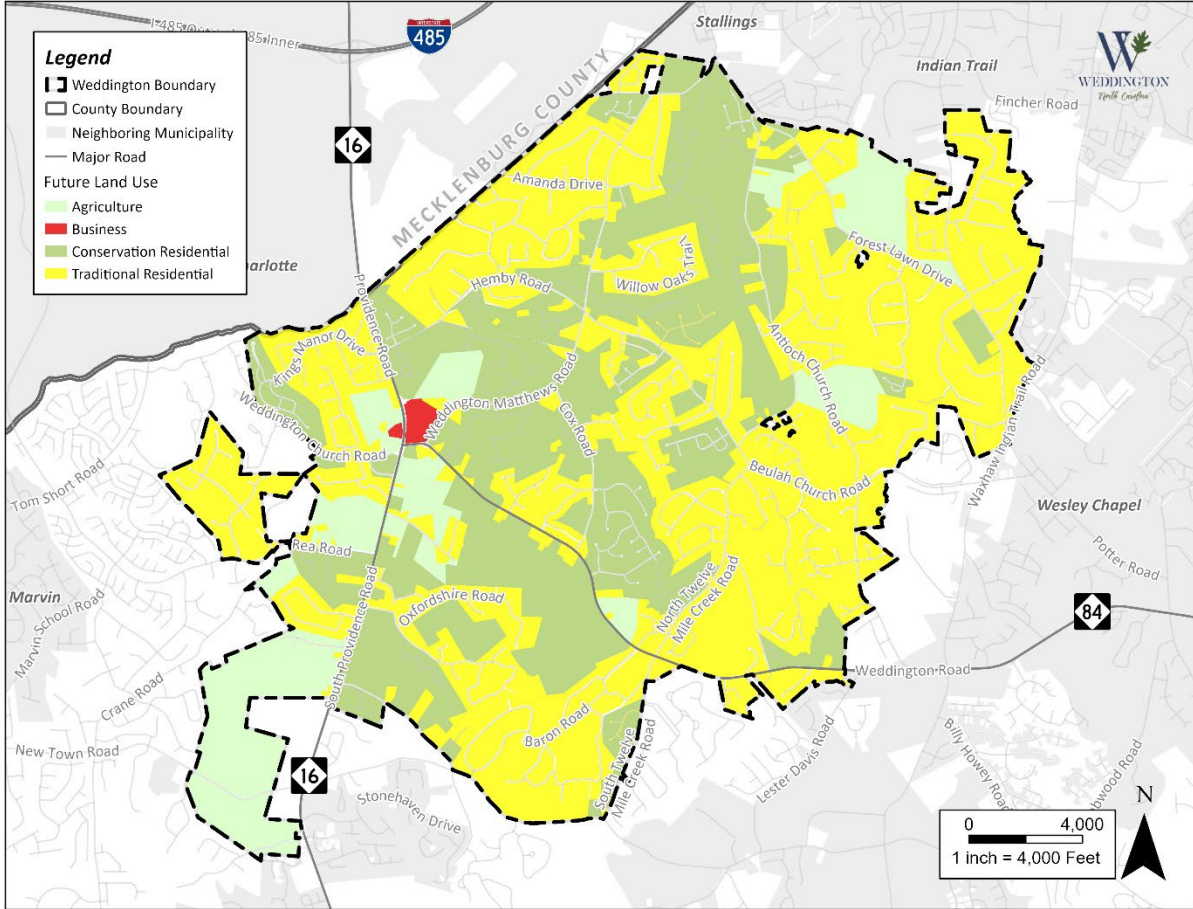 Stallings
I-485 Outer I-485 Inner
INTERSTATE
485
Legend
Weddington Boundary
County Boundary
Neighboring Municipality
Major Road
Future Land Use
Agriculture
Business
Conservation Residential
Traditional Residential
W
WEDDINGTON
North Carolina
Indian Trail
Fincher Road
16
MECKLENBURG COUNTY
Amanda Drive
Forest Lawn Drive
Willow Oaks Trail
Hemby Road
Providence Road
Kings Manor Drive
Antioch Church Road
Weddington Matthews Road
Cox Road
Weddington Church Road
Waxhaw Indian Trail Road
Beulah Church Road
Tom Short Road
Wesley Chapel
Rea Road
Potter Road
Marvin
Marvin School Road
Oxfordshire Road
North Twelve
Mile Creek Road
84
South Providence Road
Weddington Road
Crane Road
Baron Road
New Town Road
16
South Twelve
Mile Creek Road
Lester Davis Road
Billy Howey Road
Stonehaven Drive
N
0 4,000
1 inch = 4,000 Feet